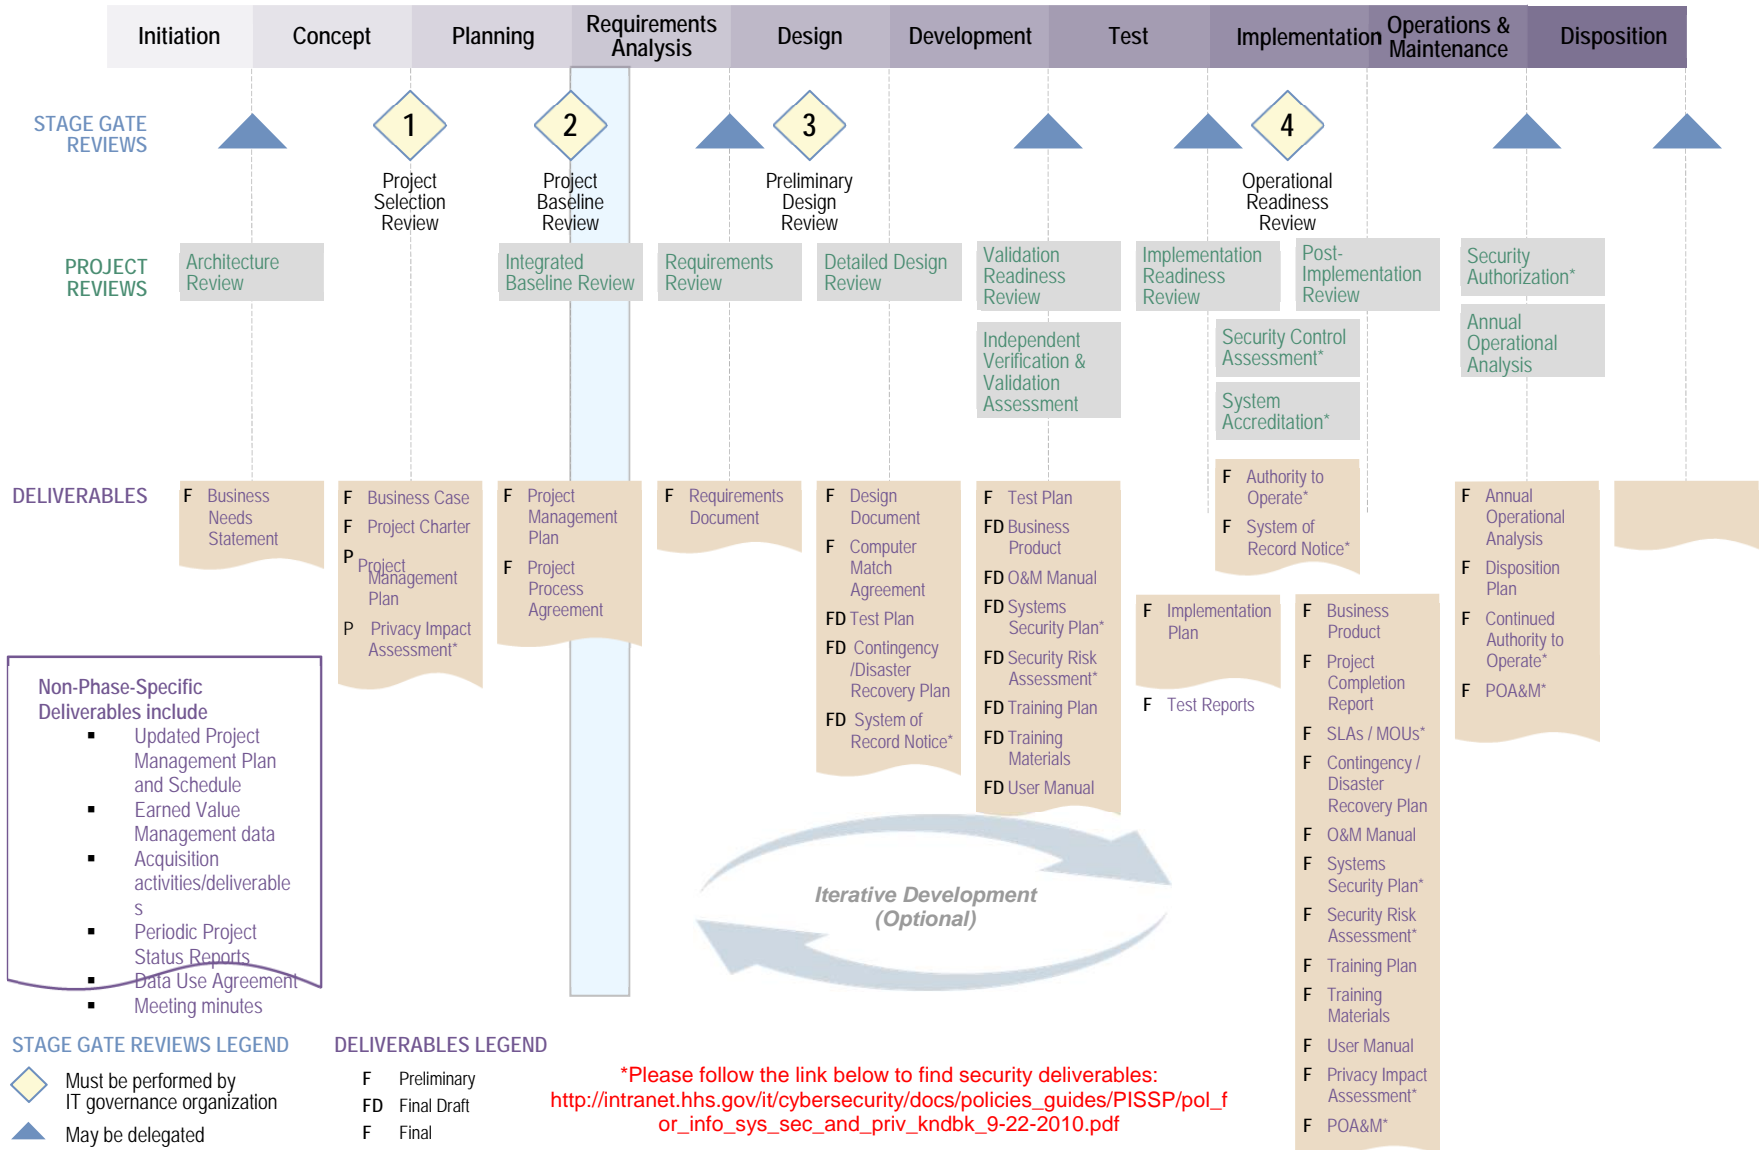 Initiation
Concept
Planning
Requirements
Analysis
Design
Development
Test
Implementation
Operations &
Maintenance
Disposition
STAGE GATE
REVIEWS
1
2
3
4
Project
Selection
Review
Project
Baseline
Review
Preliminary
Design
Review
Operational
Readiness
Review
PROJECT
REVIEWS
Architecture
Review
Integrated
Baseline Review
Requirements
Review
Detailed Design
Review
Validation
Readiness
Review
Independent
Verification &
Validation
Assessment
Implementation
Readiness
Review
Post-
Implementation
Review
Security Control
Assessment*
System
Accreditation*
Security
Authorization*
Annual
Operational
Analysis
DELIVERABLES
F Business
Needs
Statement
F Business Case
F Project Charter
P Project
Management
Plan
P Privacy Impact
Assessment*
F Project
Management
Plan
F Project
Process
Agreement
F Requirements
Document
F Design
Document
F Computer
Match
Agreement
FD Test Plan
FD Contingency
/Disaster
Recovery Plan
FD System of
Record Notice*
F Test Plan
FD Business
Product
FD O&M Manual
FD Systems
Security Plan*
FD Security Risk
Assessment*
FD Training Plan
FD Training
Materials
FD User Manual
F Implementation
Plan
F Test Reports
F Authority to
Operate*
F System of
Record Notice*
F Business
Product
F Project
Completion
Report
F SLAs / MOUs*
F Contingency /
Disaster
Recovery Plan
F O&M Manual
F Systems
Security Plan*
F Security Risk
Assessment*
F Training Plan
F Training
Materials
F User Manual
F Privacy Impact
Assessment*
F POA&M*
F Annual
Operational
Analysis
F Disposition
Plan
F Continued
Authority to
Operate*
F POA&M*
Non-Phase-Specific
Deliverables include
▪ Updated Project
Management Plan
and Schedule
▪ Earned Value
Management data
▪ Acquisition
activities/deliverable
s
▪ Periodic Project
Status Reports
▪ Data Use Agreement
▪ Meeting minutes
Iterative Development
(Optional)
STAGE GATE REVIEWS LEGEND
Must be performed by
IT governance organization
May be delegated
DELIVERABLES LEGEND
F Preliminary
FD Final Draft
F Final
*Please follow the link below to find security deliverables:
http://intranet.hhs.gov/it/cybersecurity/docs/policies_guides/PISSP/pol_f
or_info_sys_sec_and_priv_kndbk_9-22-2010.pdf